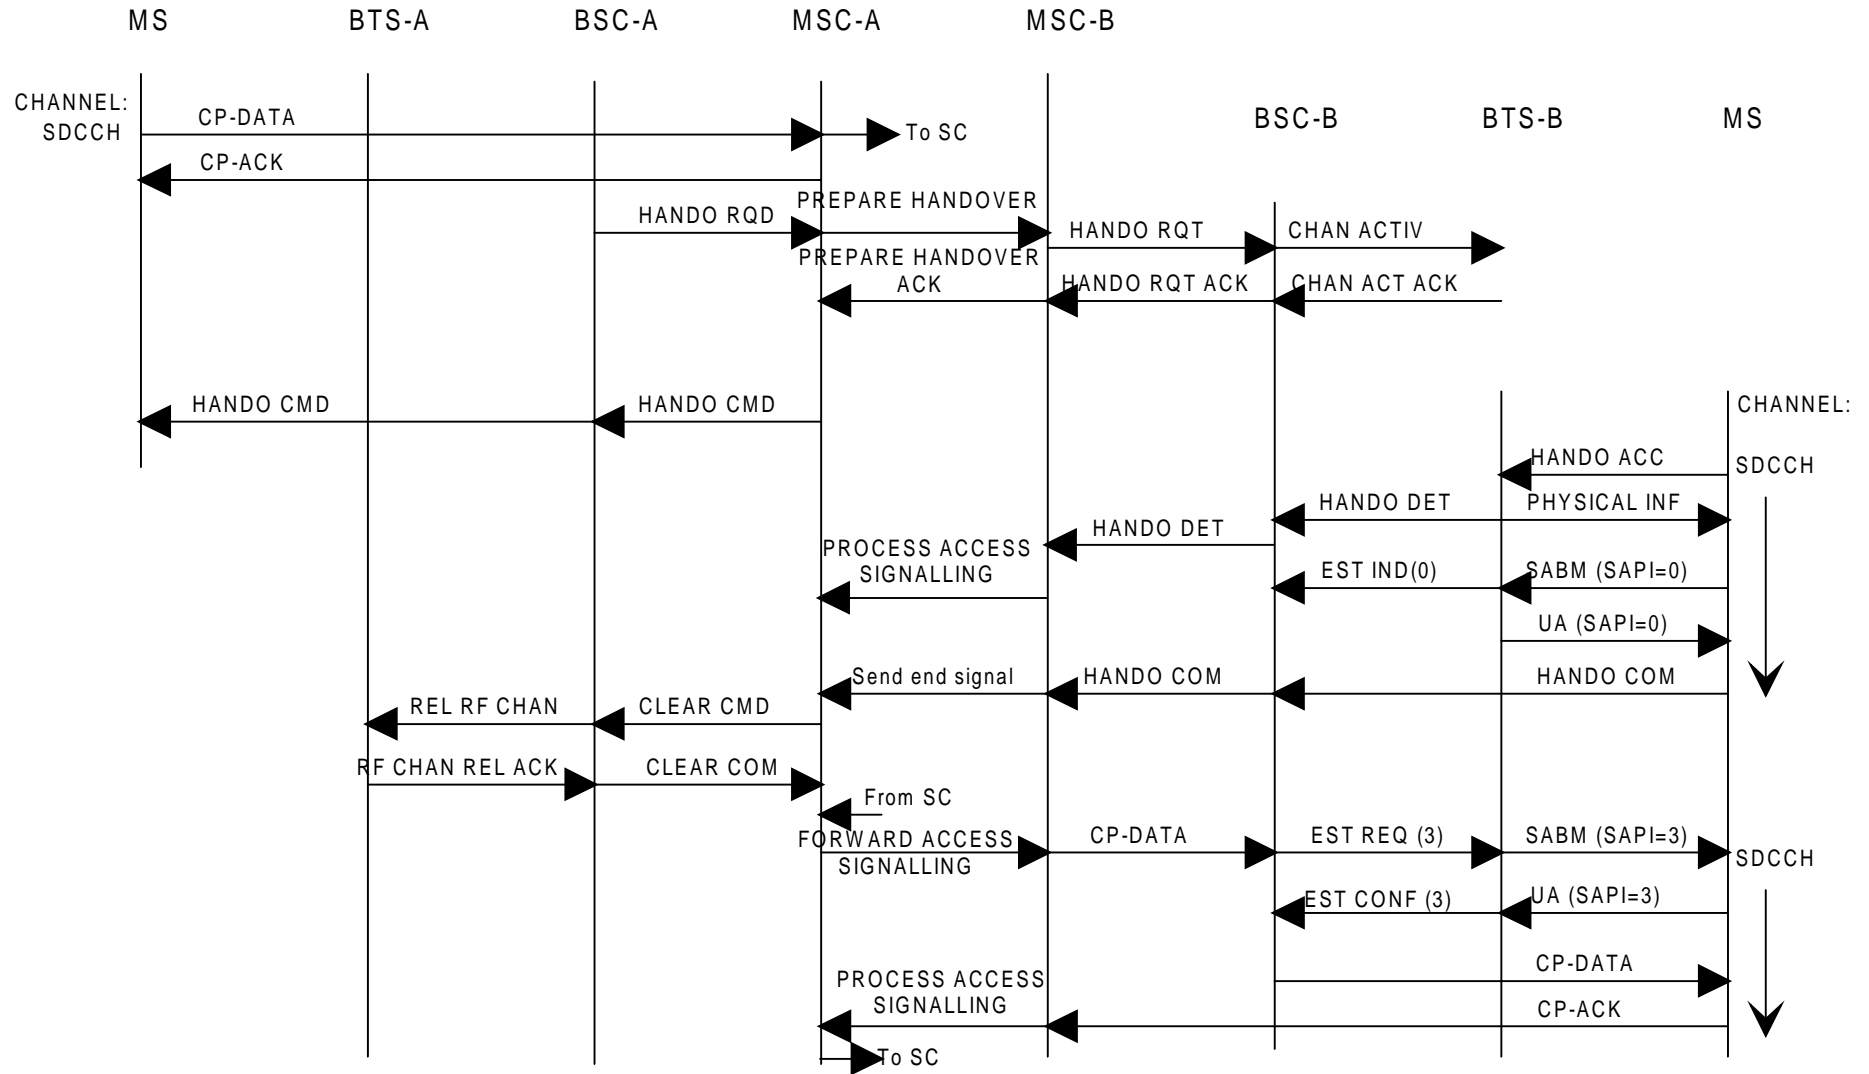 MS BTS-A BSC-A MSC-A MSC-B
CHANNEL:
SDCCH
CP-DATA
To SC
BSC-B BTS-B MS
CP-ACK
PREPARE HANDOVER
HANDO RQD
HANDO RQT
CHAN ACTIV
PREPARE HANDOVER
ACK
HANDO RQT ACK
CHAN ACT ACK
HANDO CMD
HANDO CMD
CHANNEL:
HANDO ACC
SDCCH
HANDO DET
PHYSICAL INF
HANDO DET
PROCESS ACCESS
SIGNALLING
EST IND(0)
SABM (SAPI=0)
UA (SAPI=0)
Send end signal
HANDO COM
HANDO COM
REL RF CHAN
CLEAR CMD
RF CHAN REL ACK
CLEAR COM
From SC
FORWARD ACCESS
SIGNALLING
CP-DATA
EST REQ (3)
SABM (SAPI=3)
SDCCH
EST CONF (3)
UA (SAPI=3)
CP-DATA
PROCESS ACCESS
SIGNALLING
CP-ACK
To SC